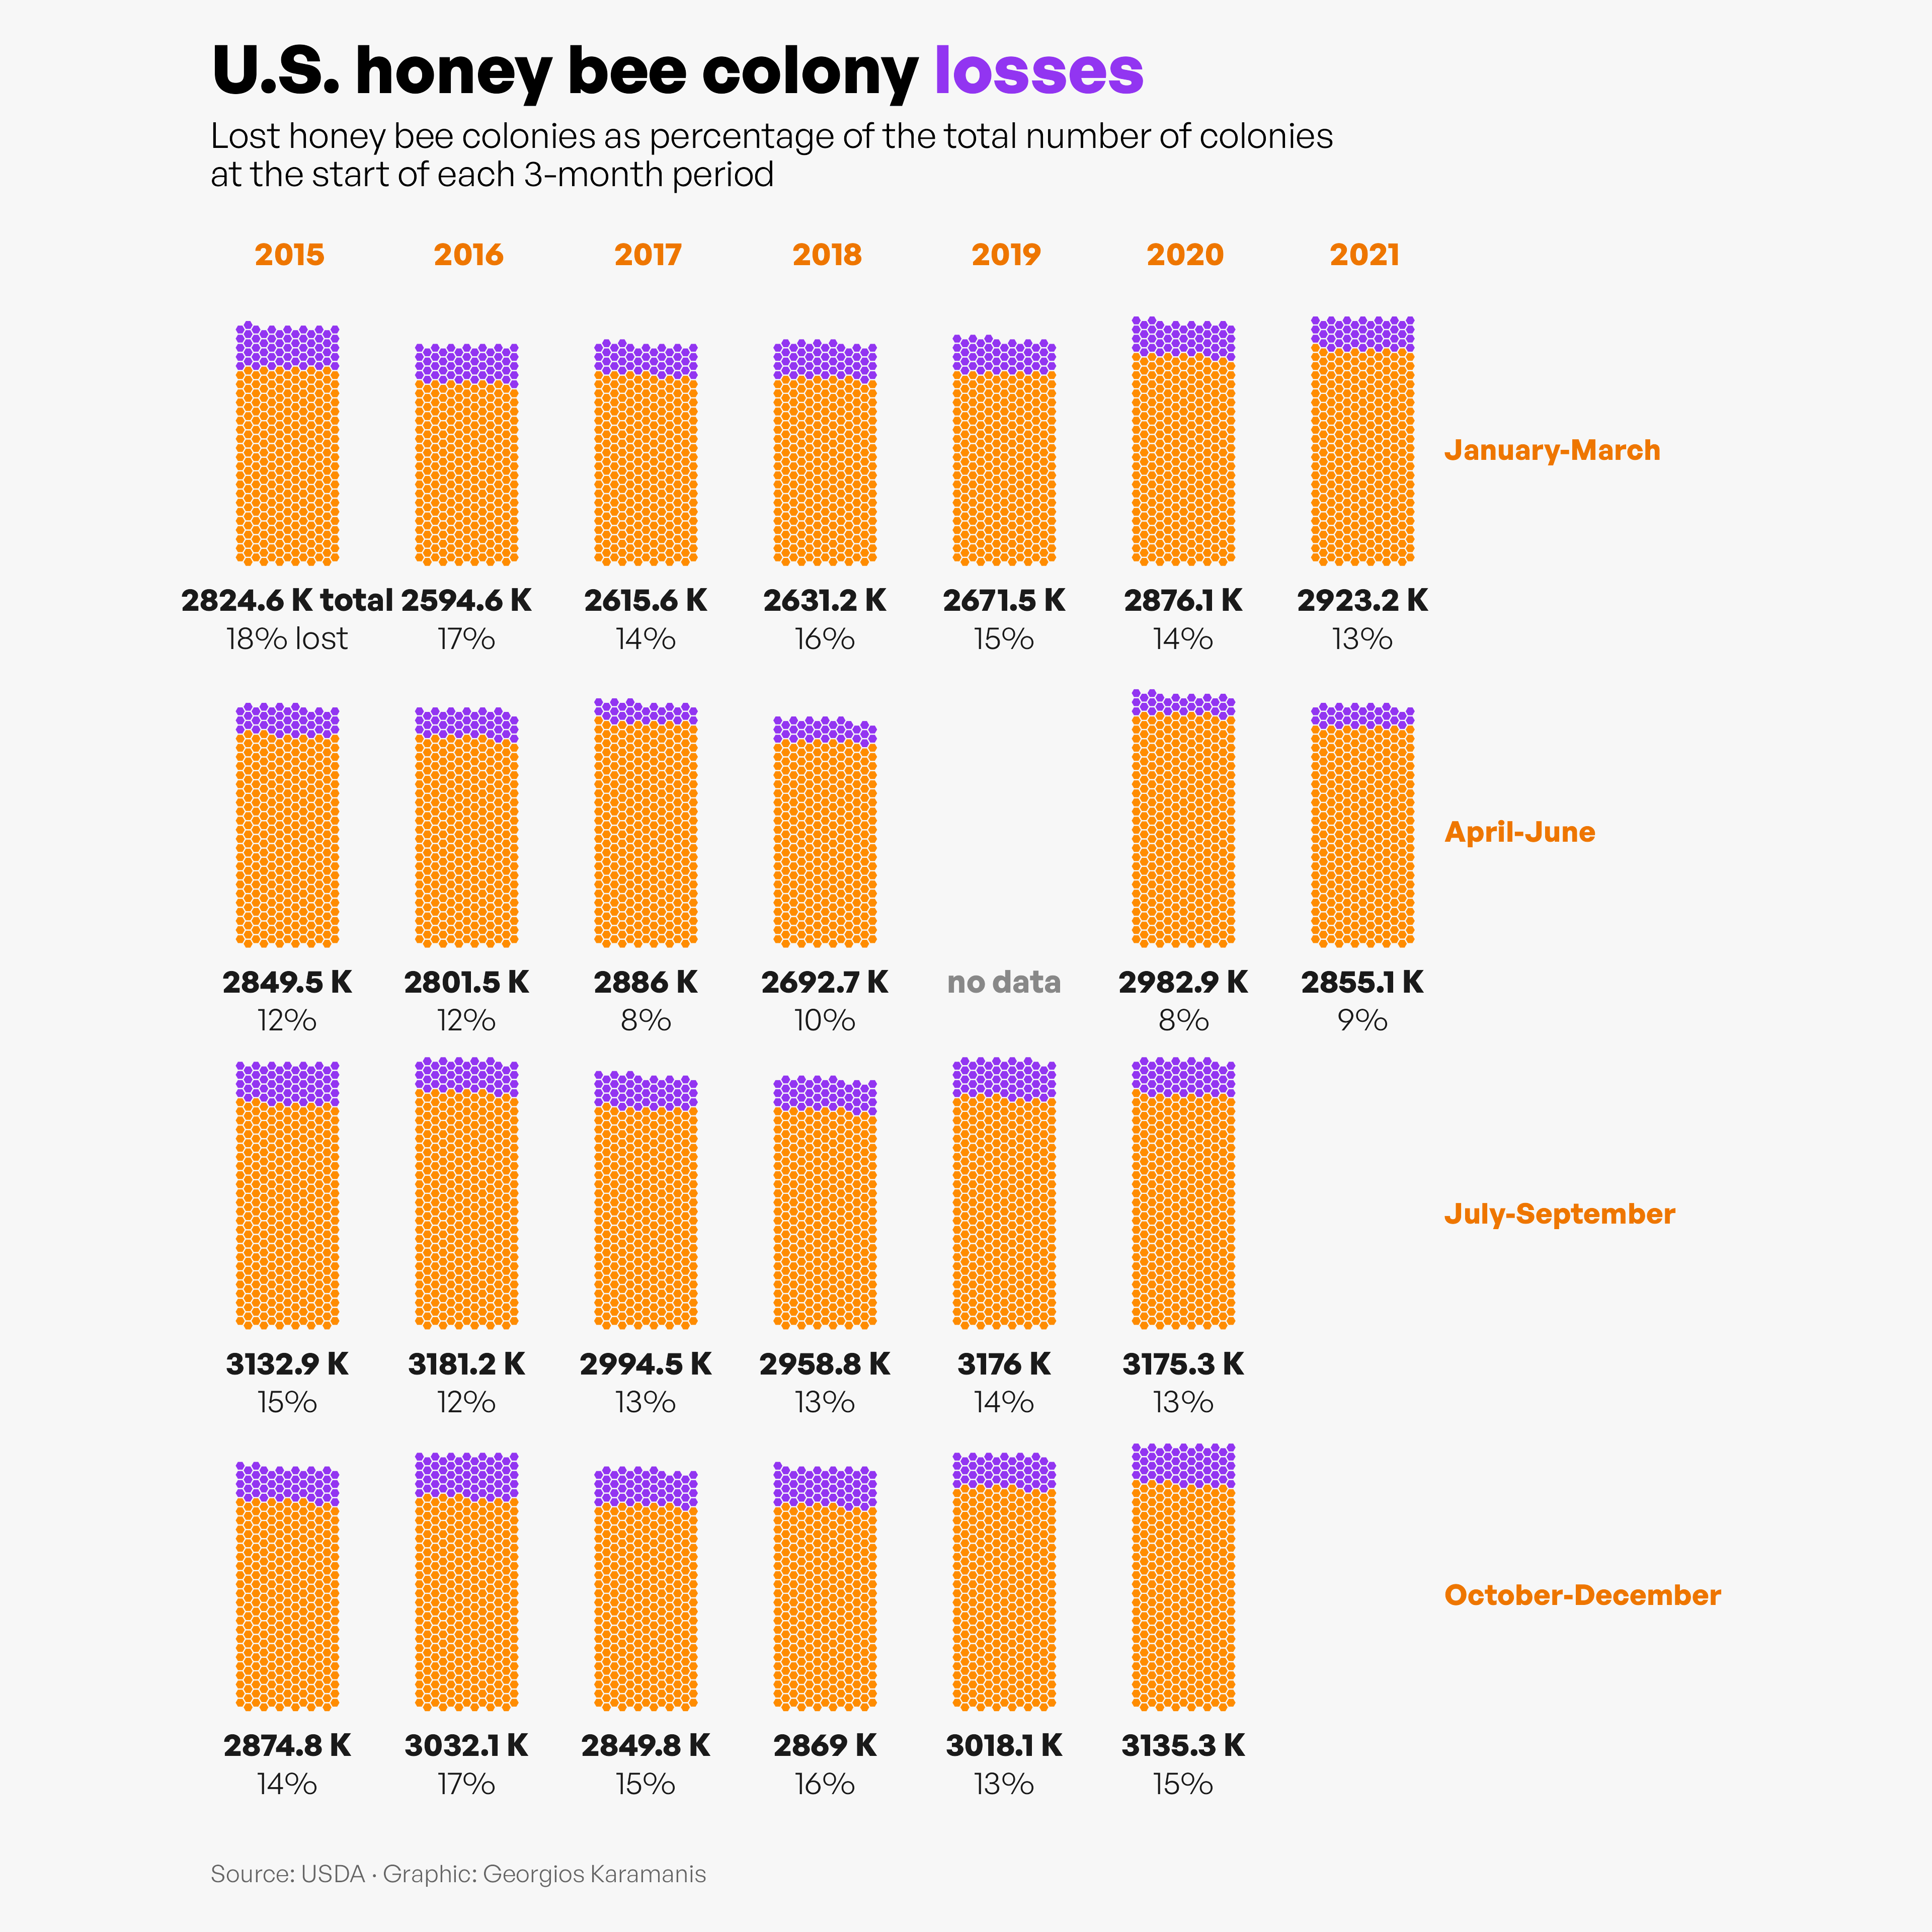 U.S. honey bee colony losses
Lost honey bee colonies as percentage of the total number of colonies
at the start of each 3-month period
2015 2016 2017 2018 2019 2020 2021
January-March
2824.6 K total 2594.6 K 2615.6 K 2631.2 K 2671.5 K 2876.1 K 2923.2 K
18% lost 17% 14% 16% 15% 14% 13%
April-June
2849.5 K 2801.5 K 2886 K 2692.7 K no data 2982.9 K 2855.1 K
12% 12% 8% 10% 8% 9%
July-September
3132.9 K 3181.2 K 2994.5 K 2958.8 K 3176 K 3175.3 K
15% 12% 13% 13% 14% 13%
October-December
2874.8 K 3032.1 K 2849.8 K 2869 K 3018.1 K 3135.3 K
14% 17% 15% 16% 13% 15%
Source: USDA · Graphic: Georgios Karamanis